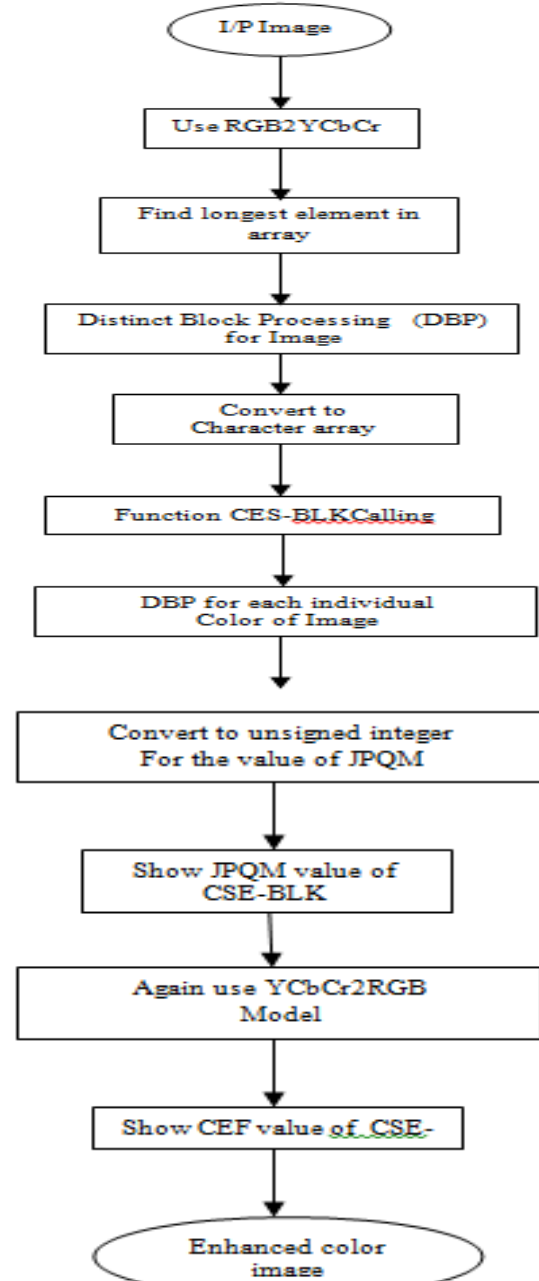 I/P Image
Use RGB2YCbCr
Find longest element in
array
Distinct Block Processing (DBP)
for Image
Convert to
Character array
Function CES-BLKCalling
DBP for each individual
Color of Image
Convert to unsigned integer
For the value of JPQM
Show JPQM value of
CSE-BLK
Again use YCbCr2RGB
Model
Show CEF value of CSE-
Enhanced color
image